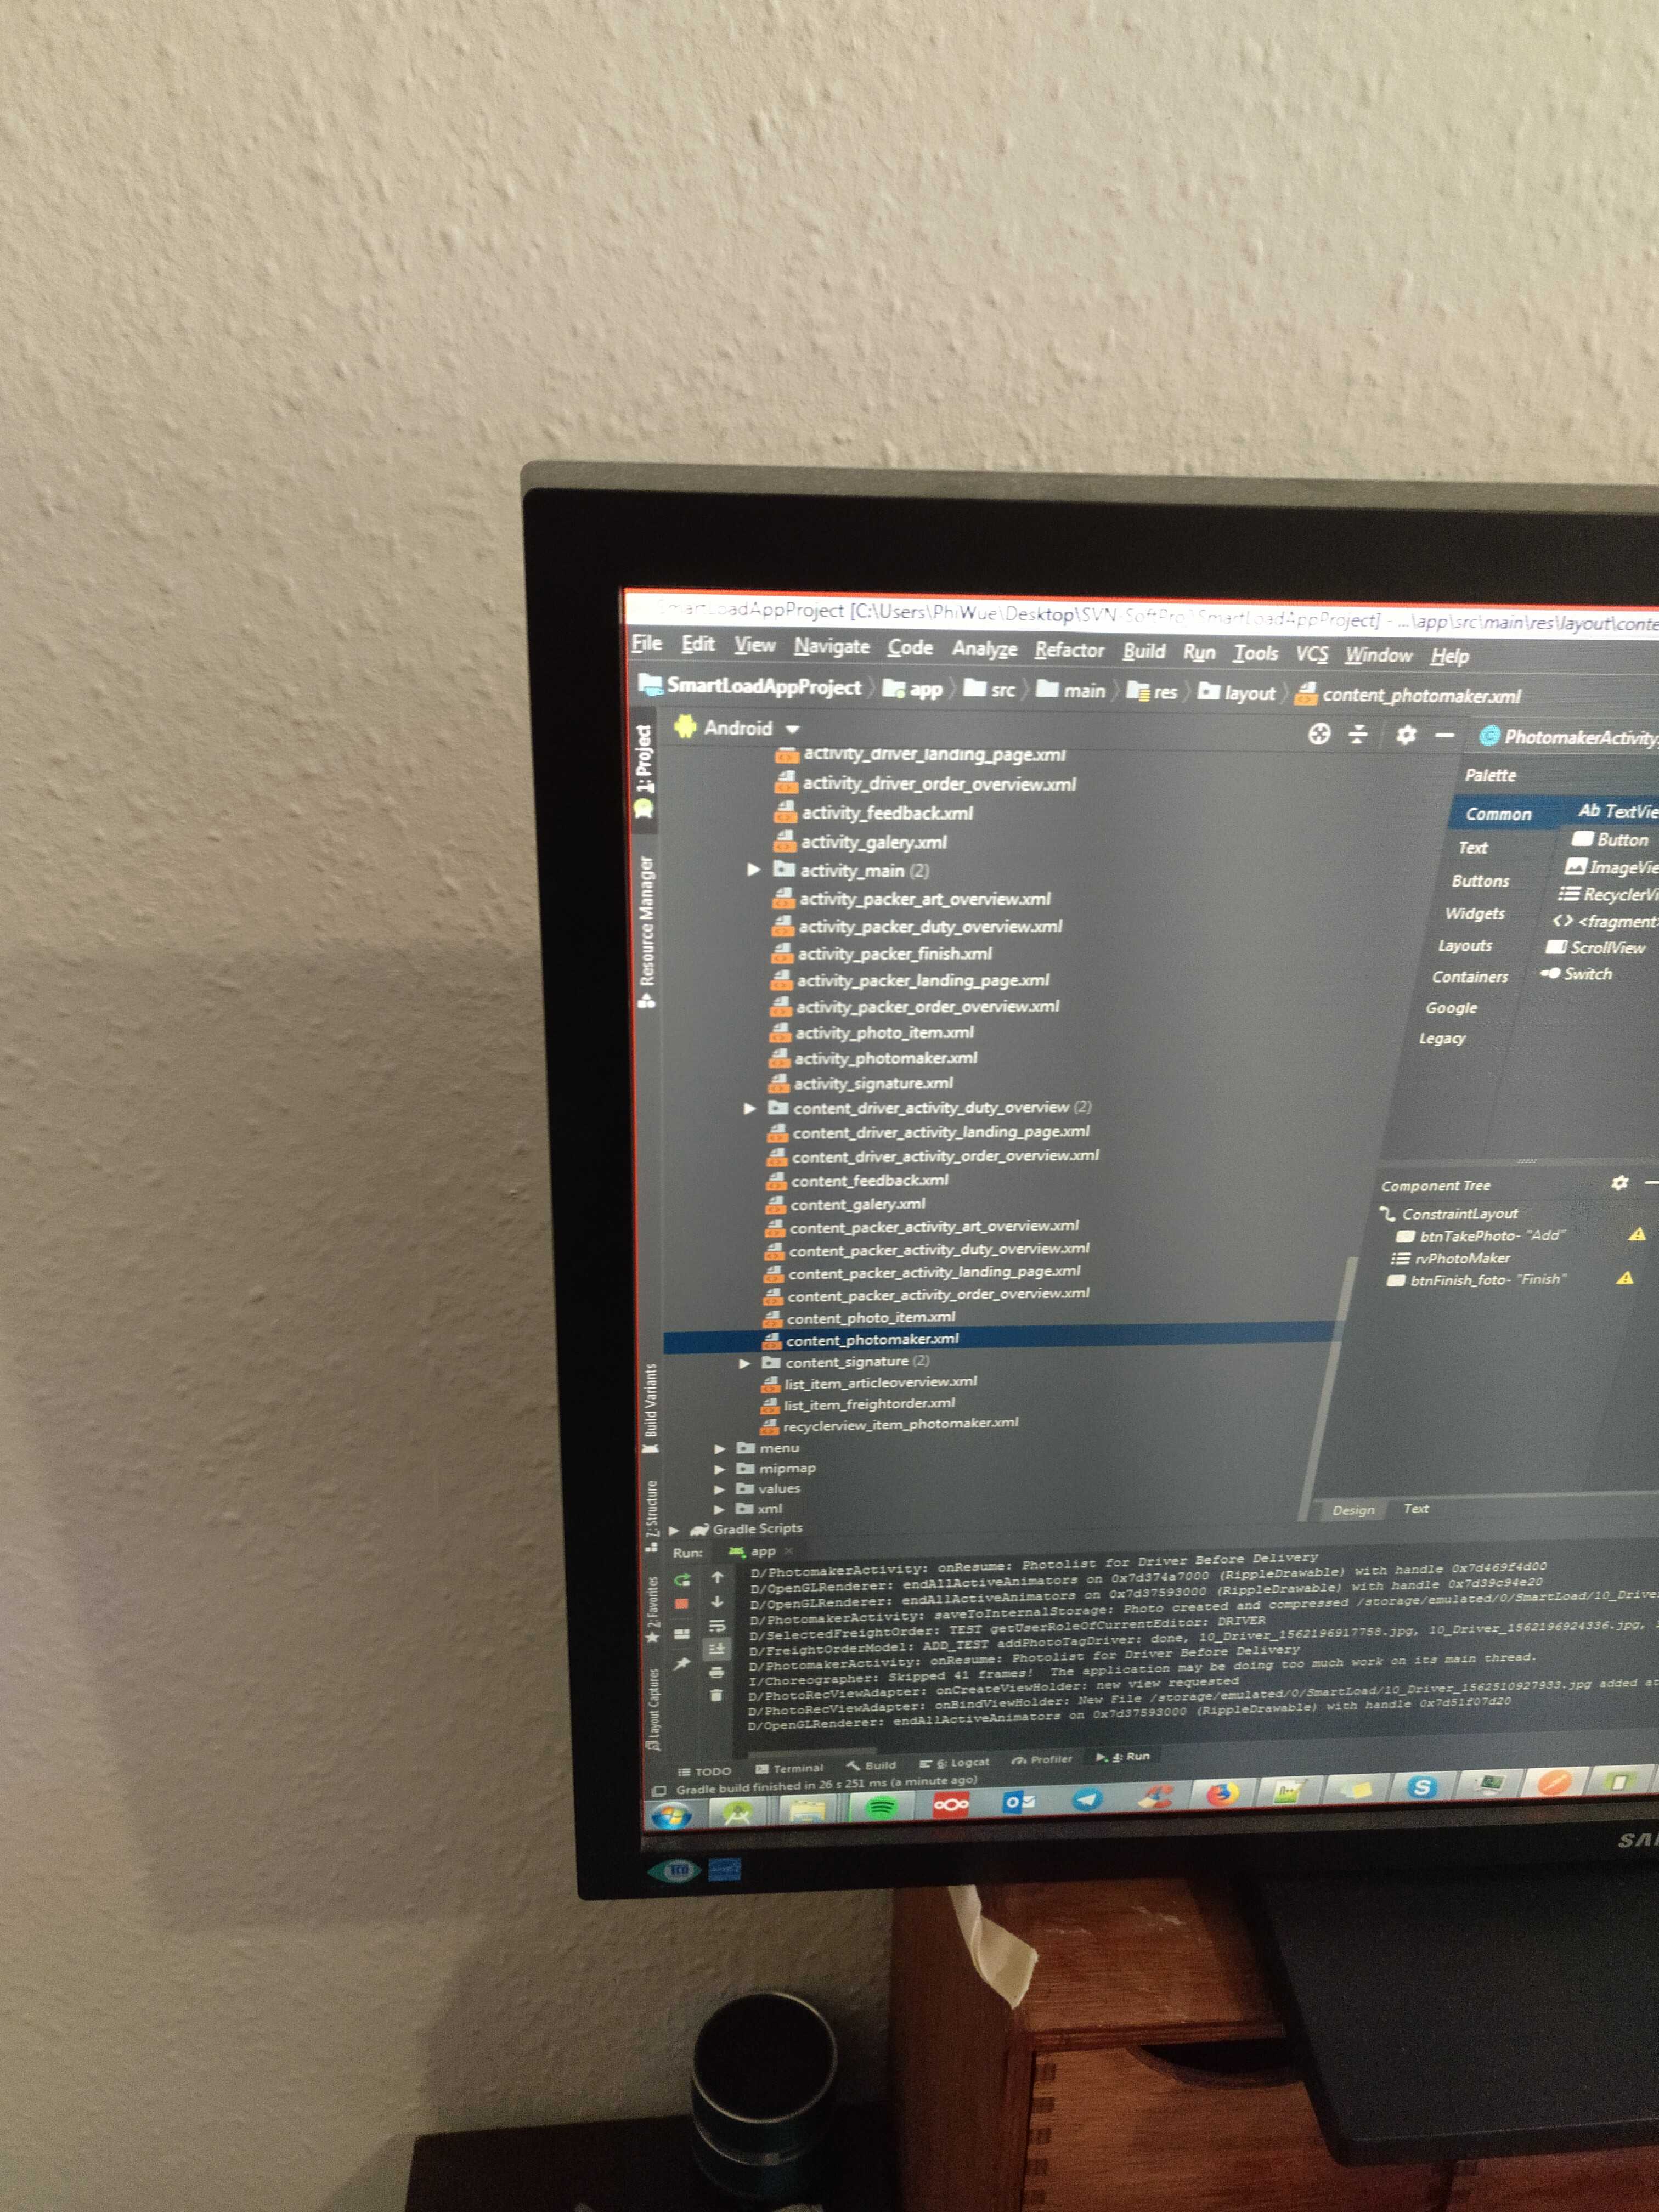 SmartLoadAppProject [C:\Users\PhiWue\Desktop\SVN-SoftProj\SmartLoadAppProject] - ...\app\src\main\res\layout\conte
File Edit View Navigate Code Analyze Refactor Build Run Tools VCS Window Help
SmartLoadAppProject app src main res layout content_photomaker.xml
Android
PhotomakerActivity
1: Project
Resource Manager
Build Variants
7: Structure
2: Favorites
Layout Captures
activity_driver_landing_page.xml
activity_driver_order_overview.xml
activity_feedback.xml
activity_galery.xml
activity_main (2)
activity_packer_art_overview.xml
activity_packer_duty_overview.xml
activity_packer_finish.xml
activity_packer_landing_page.xml
activity_packer_order_overview.xml
activity_photo_item.xml
activity_photomaker.xml
activity_signature.xml
content_driver_activity_duty_overview (2)
content_driver_activity_landing_page.xml
content_driver_activity_order_overview.xml
content_feedback.xml
content_galery.xml
content_packer_activity_art_overview.xml
content_packer_activity_duty_overview.xml
content_packer_activity_landing_page.xml
content_packer_activity_order_overview.xml
content_photo_item.xml
content_photomaker.xml
content_signature (2)
list_item_articleoverview.xml
list_item_freightorder.xml
recyclerview_item_photomaker.xml
menu
mipmap
values
xml
Gradle Scripts
Palette
Common
Text
Buttons
Widgets
Layouts
Containers
Google
Legacy
Ab TextVie
Button
ImageVie
RecyclerVi
<fragment>
ScrollView
Switch
Component Tree
ConstraintLayout
btnTakePhoto- "Add"
rvPhotoMaker
btnFinish_foto- "Finish"
Design Text
Run: app
D/PhotomakerActivity: onResume: Photolist for Driver Before Delivery
D/OpenGLRenderer: endAllActiveAnimators on 0x7d374a7000 (RippleDrawable) with handle 0x7d469f4d00
D/OpenGLRenderer: endAllActiveAnimators on 0x7d37593000 (RippleDrawable) with handle 0x7d39c94e20
D/PhotomakerActivity: saveToInternalStorage: Photo created and compressed /storage/emulated/0/SmartLoad/10_Driver
D/SelectedFreightOrder: TEST getUserRoleOfCurrentEditor: DRIVER
D/FreightOrderModel: ADD_TEST addPhotoTagDriver: done, 10_Driver_1562196917758.jpg, 10_Driver_1562196924336.jpg,
D/PhotomakerActivity: onResume: Photolist for Driver Before Delivery
I/Choreographer: Skipped 41 frames! The application may be doing too much work on its main thread.
D/PhotoRecViewAdapter: onCreateViewHolder: new view requested
D/PhotoRecViewAdapter: onBindViewHolder: New File /storage/emulated/0/SmartLoad/10_Driver_1562510927933.jpg added at
D/OpenGLRenderer: endAllActiveAnimators on 0x7d37593000 (RippleDrawable) with handle 0x7d51f07d20
TODO Terminal Build 6: Logcat Profiler 4: Run
Gradle build finished in 26 s 251 ms (a minute ago)
TCO